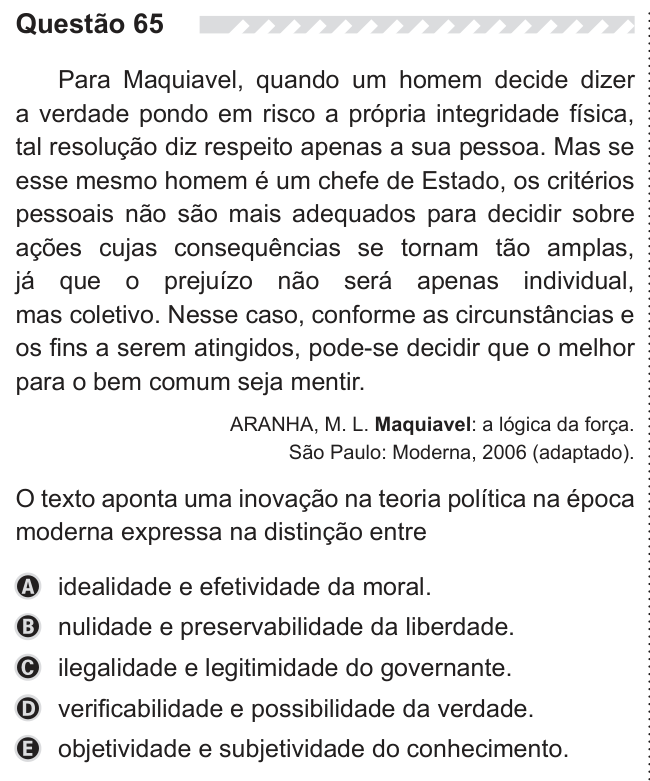 Questão 65
Para Maquiavel, quando um homem decide dizer
a verdade pondo em risco a própria integridade física,
tal resolução diz respeito apenas a sua pessoa. Mas se
esse mesmo homem é um chefe de Estado, os critérios
pessoais não são mais adequados para decidir sobre
ações cujas consequências se tornam tão amplas,
já que o prejuízo não será apenas individual,
mas coletivo. Nesse caso, conforme as circunstâncias e
os fins a serem atingidos, pode-se decidir que o melhor
para o bem comum seja mentir.
ARANHA, M. L. Maquiavel: a lógica da força.
São Paulo: Moderna, 2006 (adaptado).
O texto aponta uma inovação na teoria política na época
moderna expressa na distinção entre
A idealidade e efetividade da moral.
B nulidade e preservabilidade da liberdade.
C ilegalidade e legitimidade do governante.
D verificabilidade e possibilidade da verdade.
E objetividade e subjetividade do conhecimento.